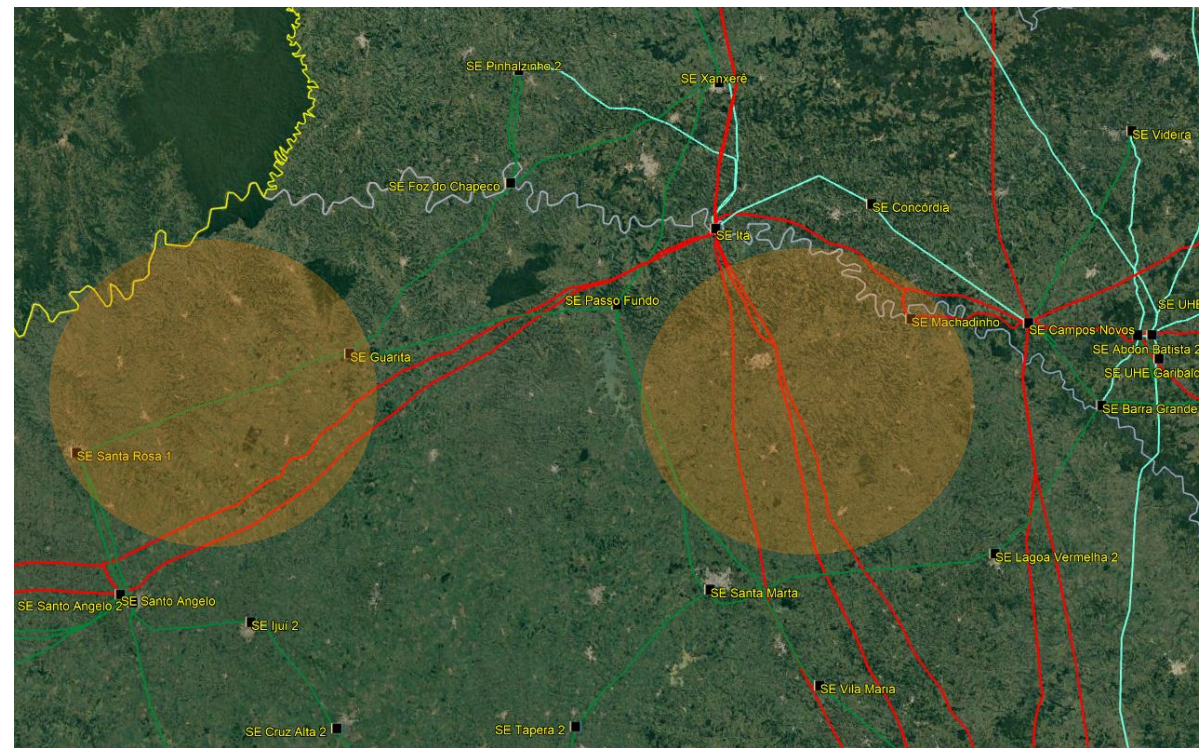 SE Pinhalzinho 2
SE Xanxerê
SE Videira
SE Foz do Chapecó
SE Concórdia
SE Itá
SE Passo Fundo
SE UHE
SE Machadinho
SE Campos Novos
SE Guarita
SE Abdon Batista 2
SE UHE Garibald
SE Barra Grande
SE Santa Rosa 1
SE Lagoa Vermelha 2
SE Santa Marta
SE Santo Angelo 2
SE Santo Angelo
SE Ijuí 2
SE Vila Maria
SE Cruz Alta 2
SE Tapera 2